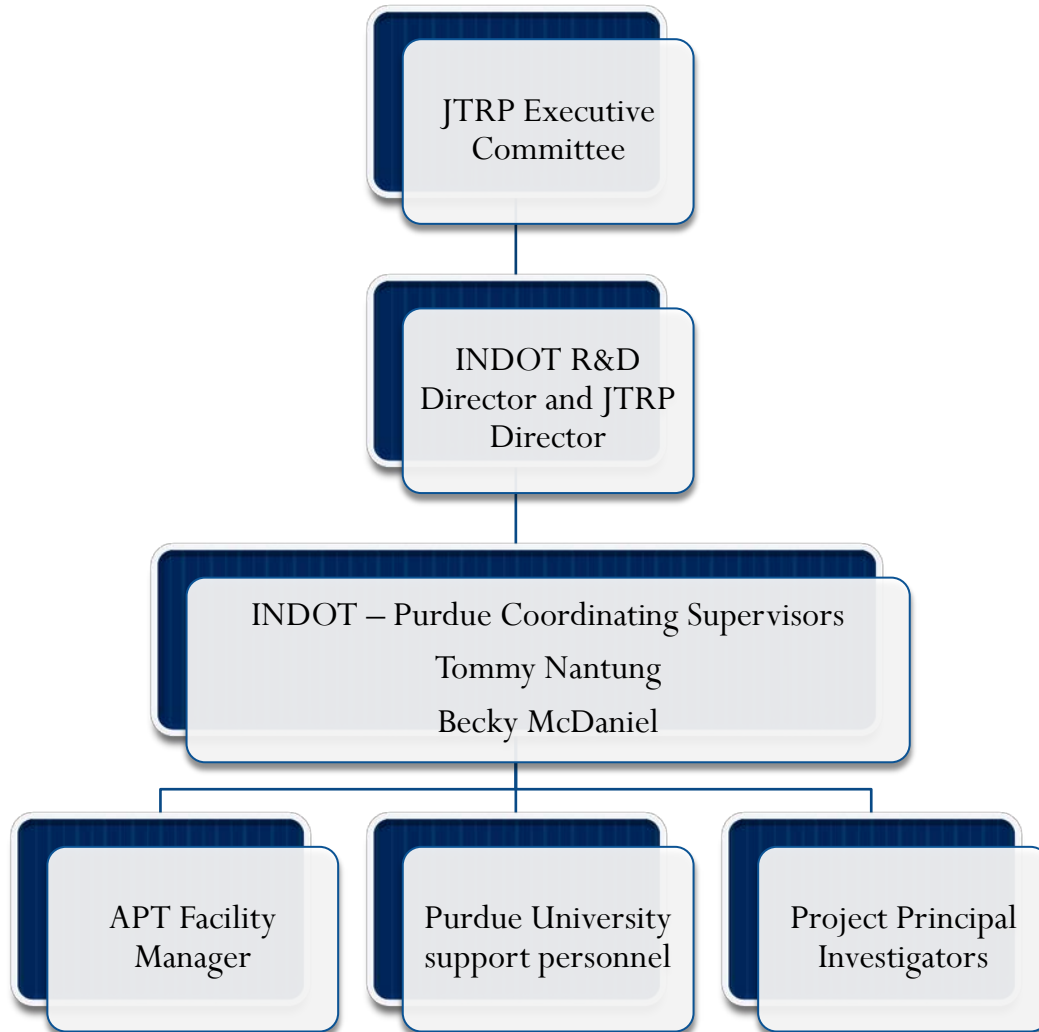 JTRP Executive
Committee
INDOT R&D
Director and JTRP
Director
INDOT – Purdue Coordinating Supervisors
Tommy Nantung
Becky McDaniel
APT Facility
Manager
Purdue University
support personnel
Project Principal
Investigators